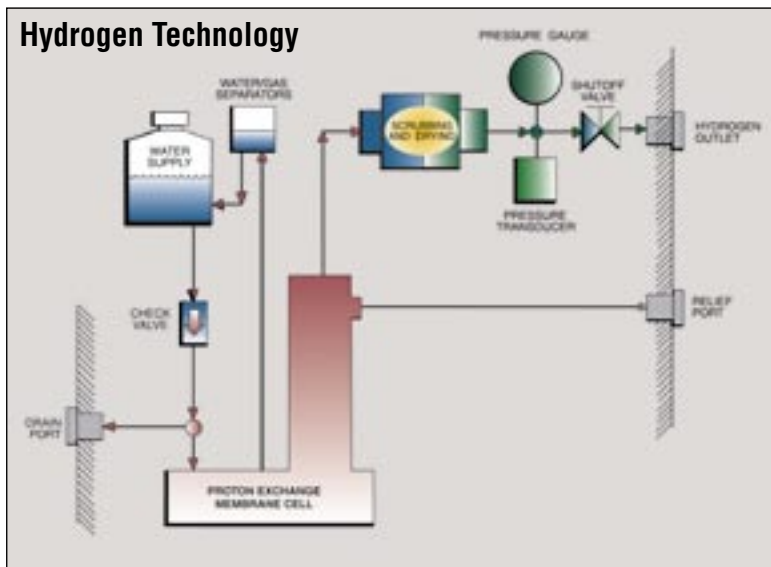 Hydrogen Technology
PRESSURE GAUGE
WATER/GAS
SEPARATORS
SHUTOFF
VALVE
WATER
SUPPLY
SCRUBBING
AND DRYING
HYDROGEN
OUTLET
PRESSURE
TRANSDUCER
CHECK
VALVE
RELIEF
PORT
DRAIN
PORT
PROTON EXCHANGE
MEMBRANE CELL